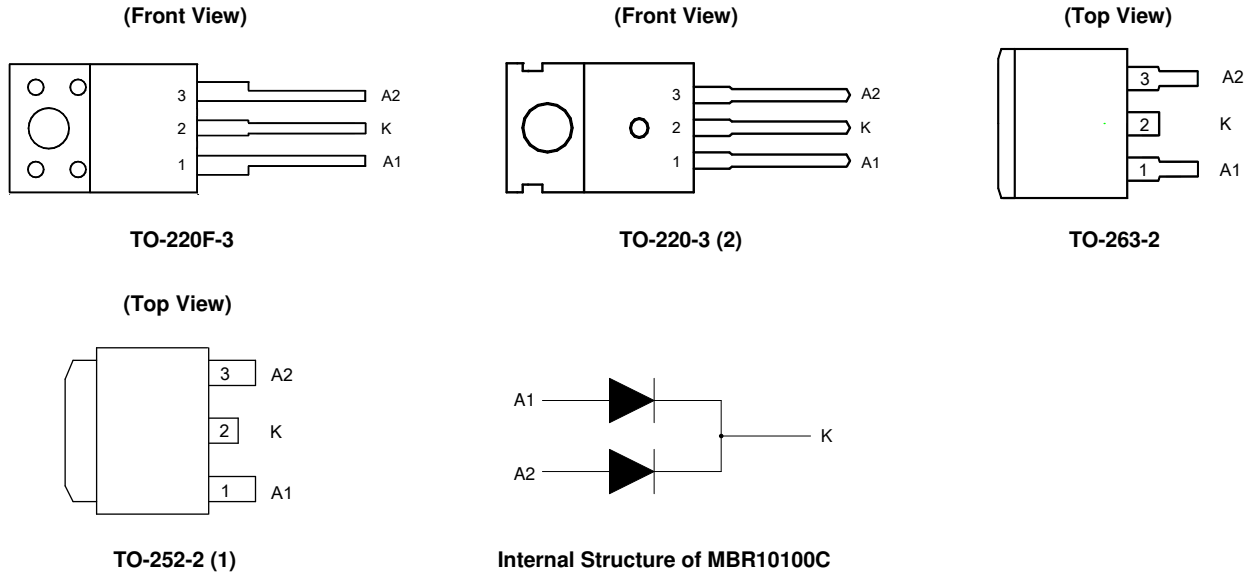 (Front View)
3 A2
2 K
1 A1
TO-220F-3
(Front View)
3 A2
2 K
1 A1
TO-220-3 (2)
(Top View)
3 A2
2 K
1 A1
TO-263-2
(Top View)
3 A2
2 K
1 A1
TO-252-2 (1)
A1
K
A2
Internal Structure of MBR10100C